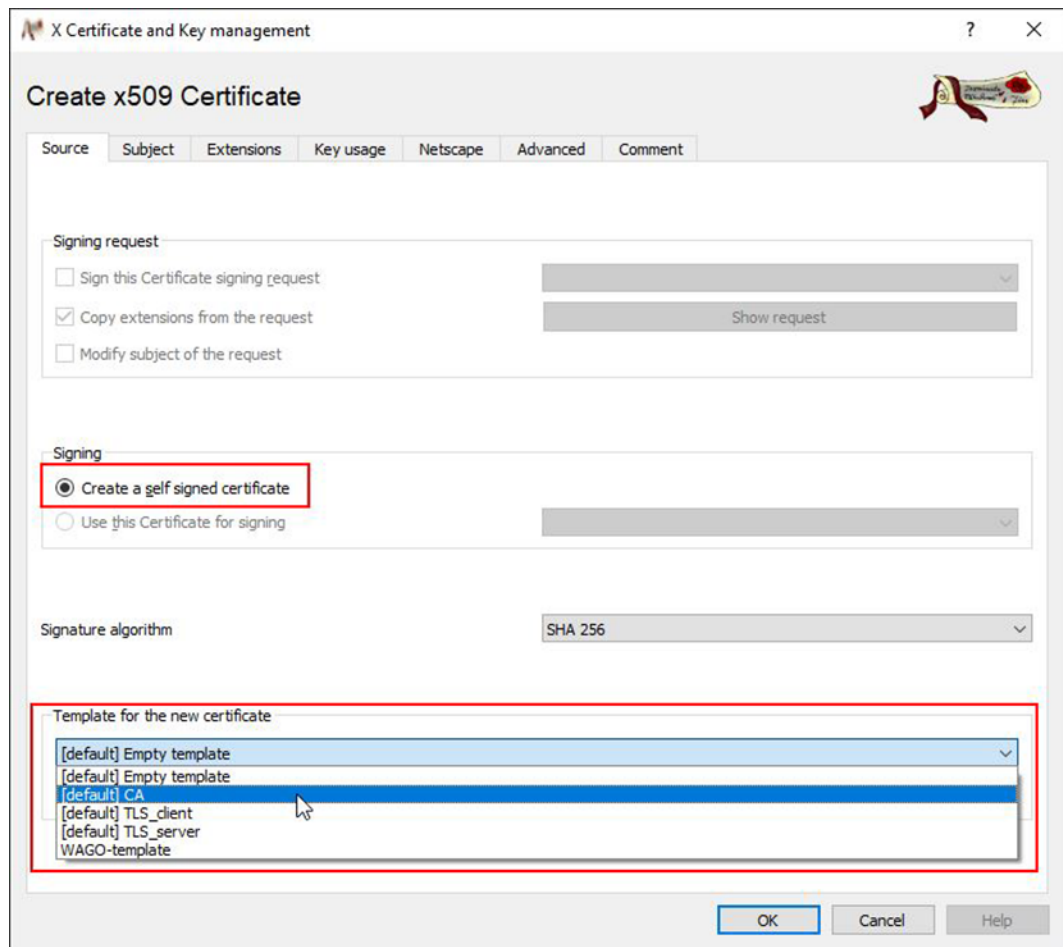 X Certificate and Key management
?
Create x509 Certificate
Source Subject Extensions Key usage Netscape Advanced Comment
Signing request
Sign this Certificate signing request
Copy extensions from the request
Show request
Modify subject of the request
Signing
Create a self signed certificate
Use this Certificate for signing
Signature algorithm
SHA 256
Template for the new certificate
[default] Empty template
[default] Empty template
[default] CA
[default] TLS_client
[default] TLS_server
WAGO-template
OK Cancel Help